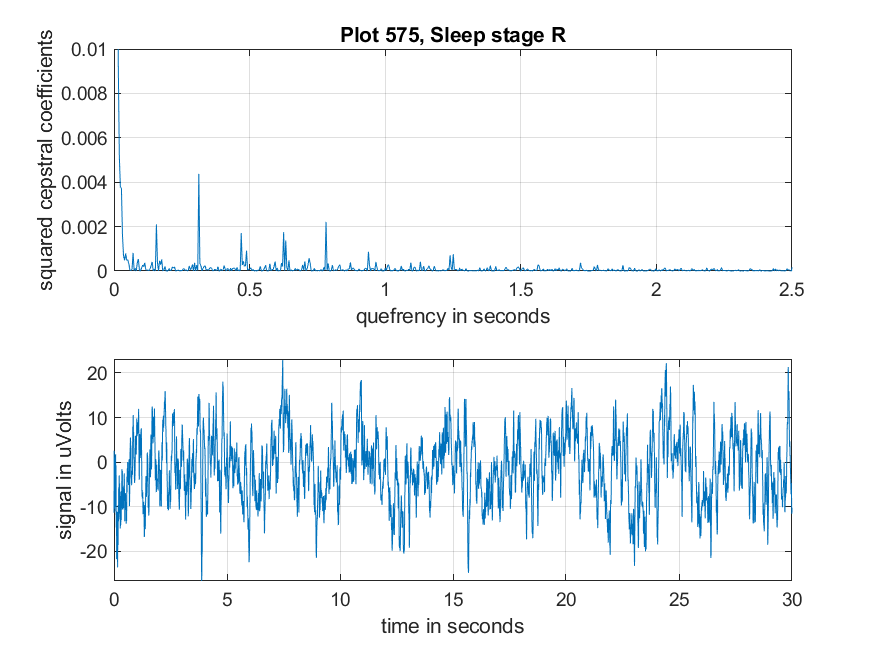 Plot 575, Sleep stage R
squared cepstral coefficients
0.01
0.008
0.006
0.004
0.002
0
0 0.5 1 1.5 2 2.5
quefrency in seconds
signal in uVolts
20
10
0
-10
-20
0 5 10 15 20 25 30
time in seconds